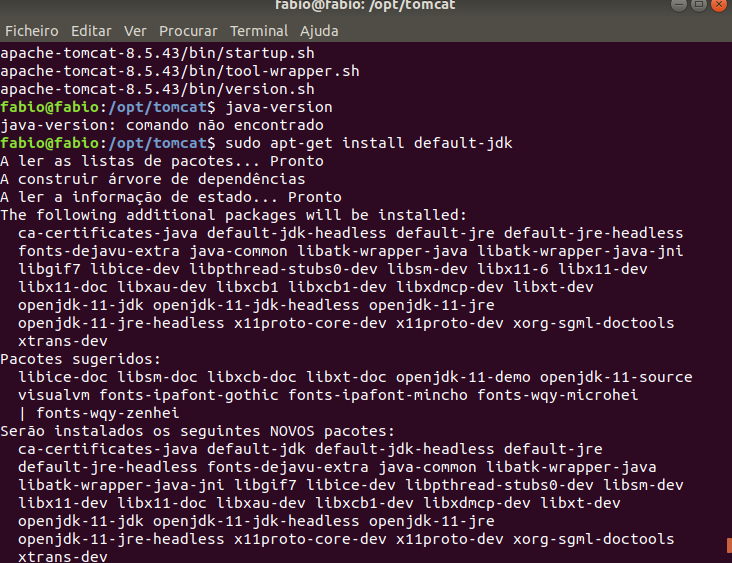 fabio@fabio: /opt/tomcat
Ficheiro Editar Ver Procurar Terminal Ajuda
apache-tomcat-8.5.43/bin/startup.sh
apache-tomcat-8.5.43/bin/tool-wrapper.sh
apache-tomcat-8.5.43/bin/version.sh
fabio@fabio:/opt/tomcat$ java-version
java-version: comando não encontrado
fabio@fabio:/opt/tomcat$ sudo apt-get install default-jdk
A ler as listas de pacotes... Pronto
A construir árvore de dependências
A ler a informação de estado... Pronto
The following additional packages will be installed:
ca-certificates-java default-jdk-headless default-jre default-jre-headless
fonts-dejavu-extra java-common libatk-wrapper-java libatk-wrapper-java-jni
libgif7 libice-dev libpthread-stubs0-dev libsm-dev libx11-6 libx11-dev
libx11-doc libxau-dev libxcb1 libxcb1-dev libxdmcp-dev libxt-dev
openjdk-11-jdk openjdk-11-jdk-headless openjdk-11-jre
openjdk-11-jre-headless x11proto-core-dev x11proto-dev xorg-sgml-doctools
xtrans-dev
Pacotes sugeridos:
libice-doc libsm-doc libxcb-doc libxt-doc openjdk-11-demo openjdk-11-source
visualvm fonts-ipafont-gothic fonts-ipafont-mincho fonts-wqy-microhei
| fonts-wqy-zenhei
Serão instalados os seguintes NOVOS pacotes:
ca-certificates-java default-jdk default-jdk-headless default-jre
default-jre-headless fonts-dejavu-extra java-common libatk-wrapper-java
libatk-wrapper-java-jni libgif7 libice-dev libpthread-stubs0-dev libsm-dev
libx11-dev libx11-doc libxau-dev libxcb1-dev libxdmcp-dev libxt-dev
openjdk-11-jdk openjdk-11-jdk-headless openjdk-11-jre
openjdk-11-jre-headless x11proto-core-dev x11proto-dev xorg-sgml-doctools
xtrans-dev